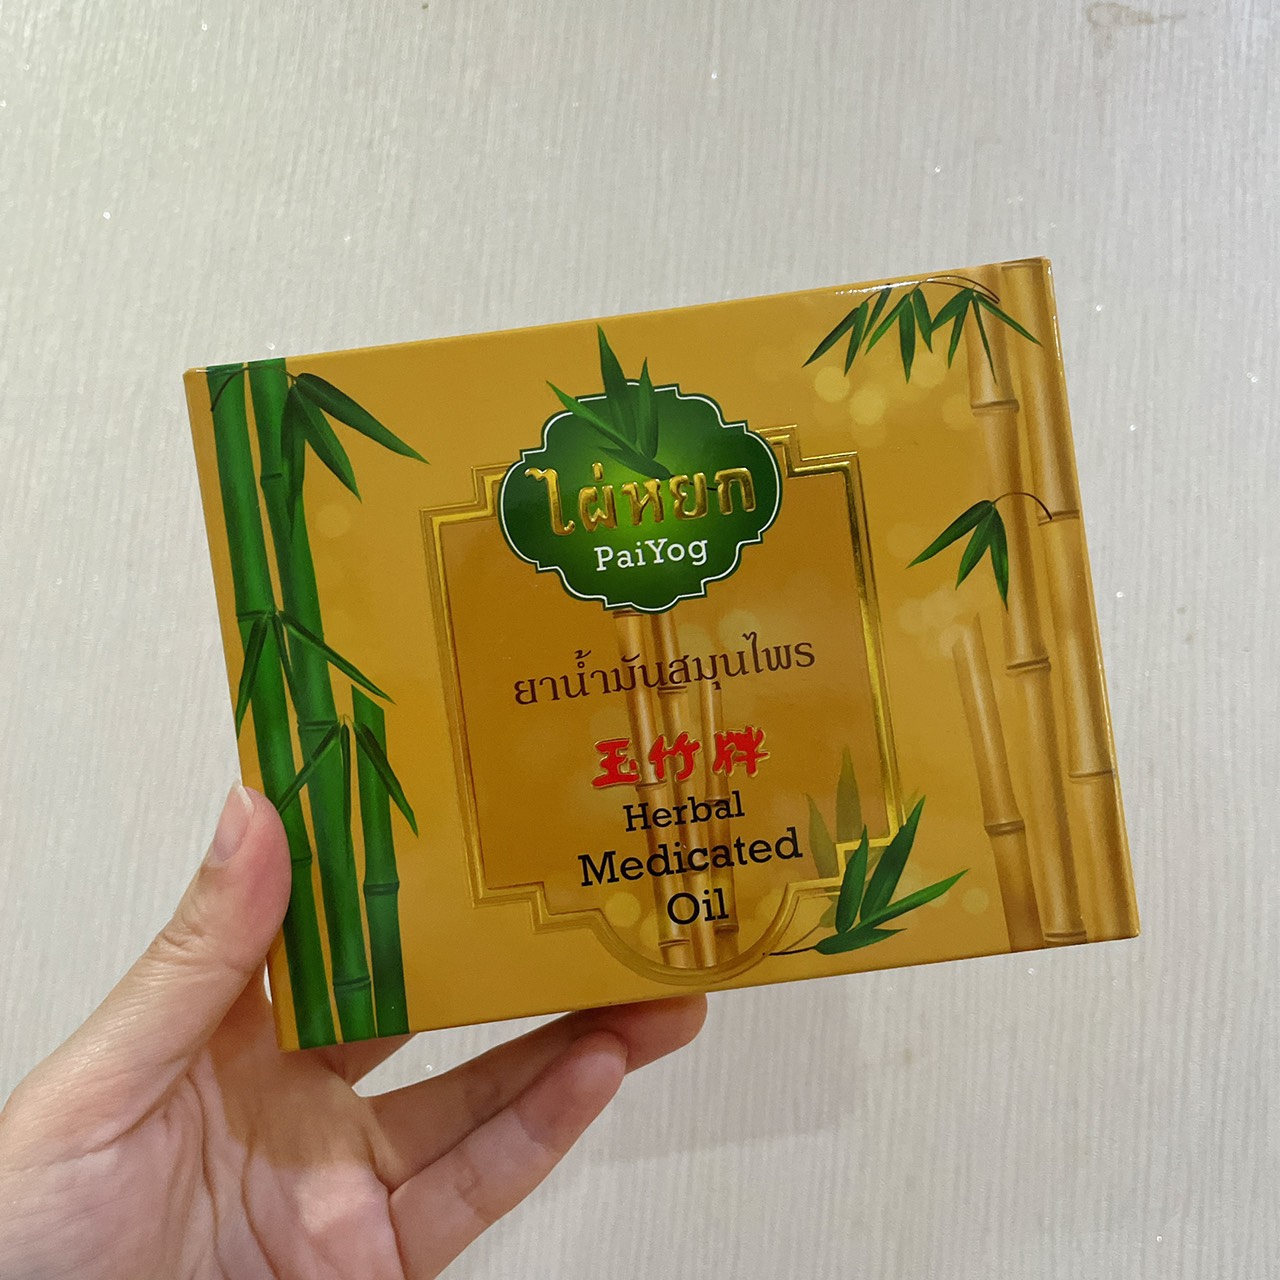 ไผ่หยก
PaiYog
ยาน้ำมันสมุนไพร
玉竹牌
Herbal
Medicated
Oil